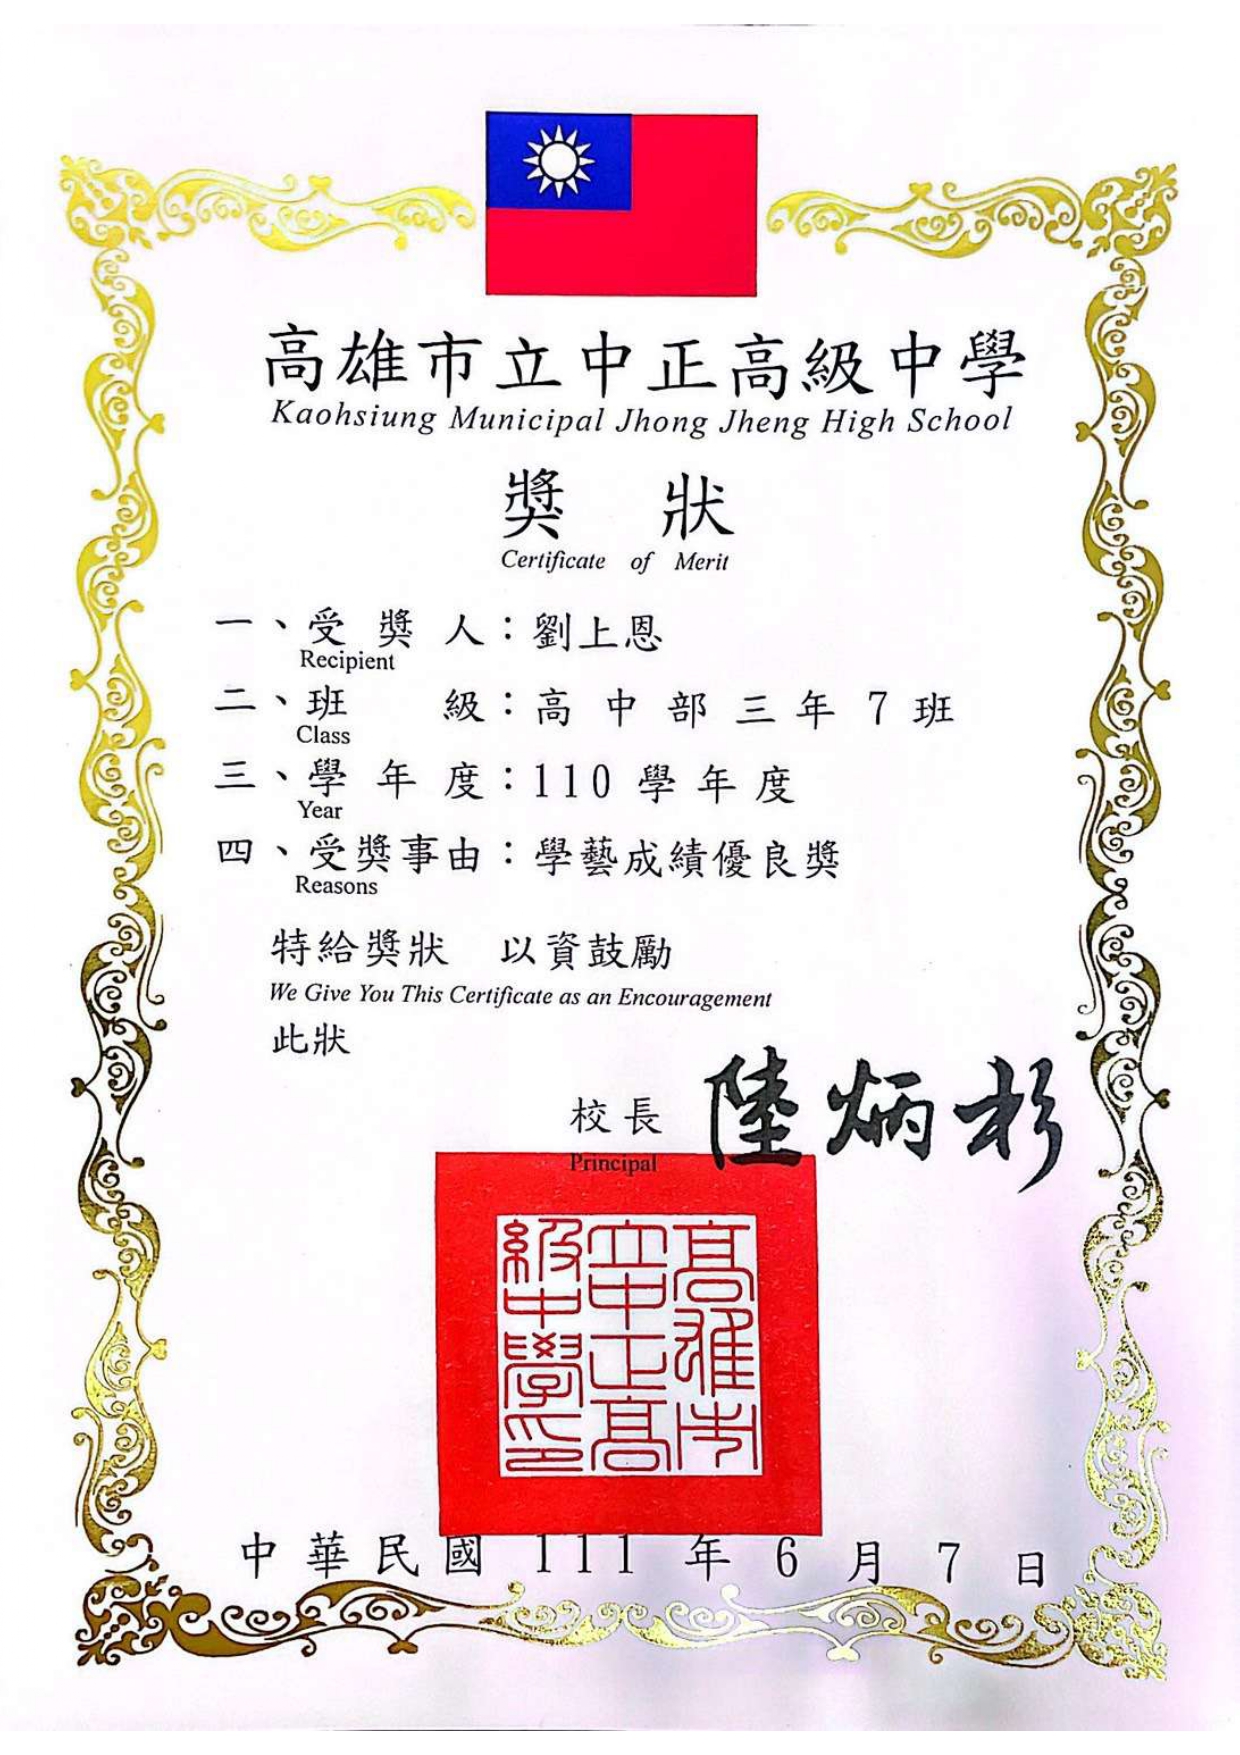 高雄市立中正高級中學
Kaohsiung Municipal Jhong Jheng High School
獎 狀
Certificate of Merit
一、受獎人：劉上恩
Recipient
二、班級：高中部三年7班
Class
三、學年度：110學年度
Year
四、受獎事由：學藝成績優良獎
Reasons
特給獎狀 以資鼓勵
We Give You This Certificate as an Encouragement
此狀
校長 陸炳杉
Principal
高雄市
立中正高
級中學印
中華民國 111 年 6 月 7 日